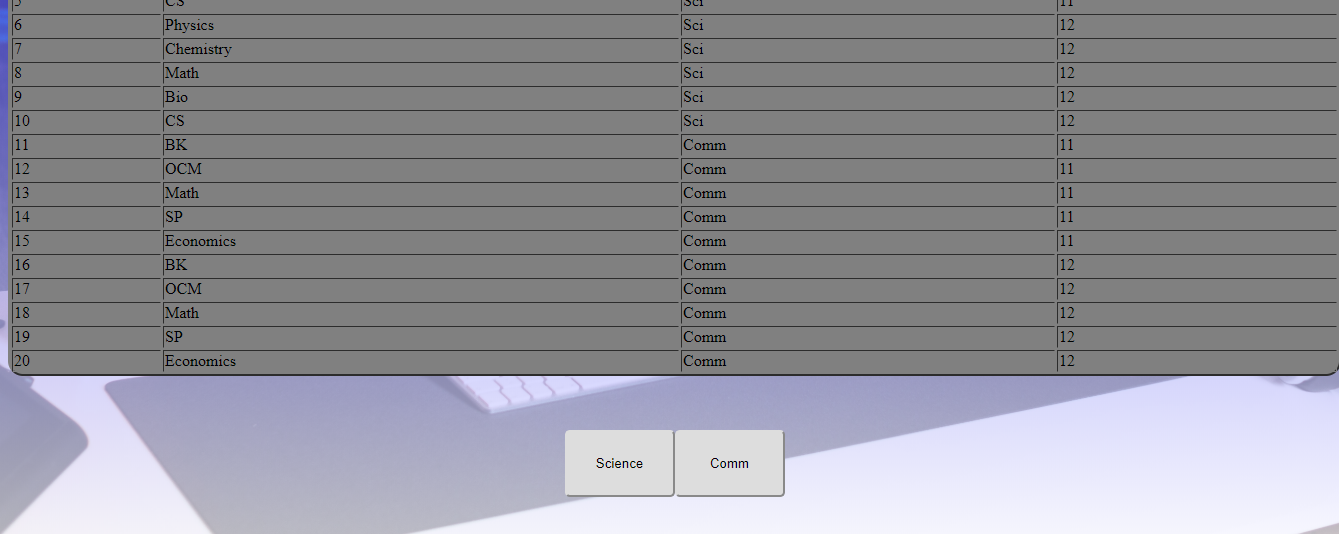 5 CS Sci 11
6 Physics Sci 12
7 Chemistry Sci 12
8 Math Sci 12
9 Bio Sci 12
10 CS Sci 12
11 BK Comm 11
12 OCM Comm 11
13 Math Comm 11
14 SP Comm 11
15 Economics Comm 11
16 BK Comm 12
17 OCM Comm 12
18 Math Comm 12
19 SP Comm 12
20 Economics Comm 12
Science Comm